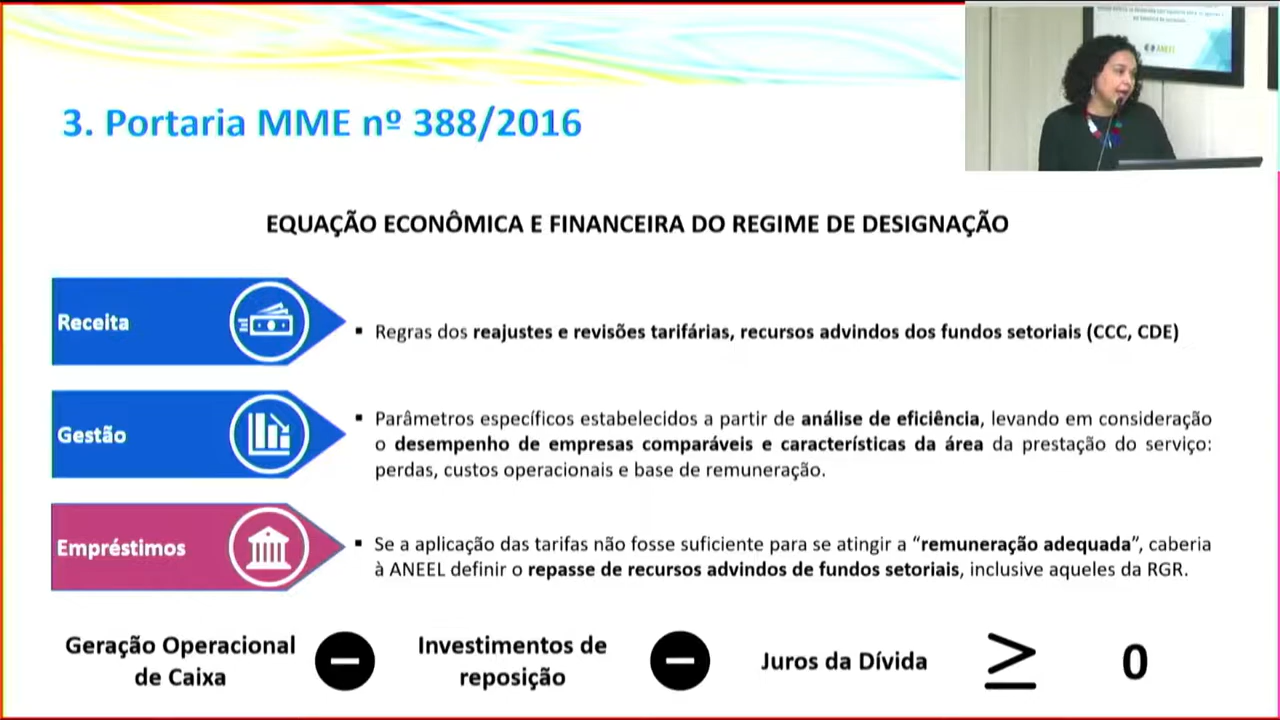 3. Portaria MME nº 388/2016
EQUAÇÃO ECONÔMICA E FINANCEIRA DO REGIME DE DESIGNAÇÃO
Receita
▪ Regras dos reajustes e revisões tarifárias, recursos advindos dos fundos setoriais (CCC, CDE)
Gestão
▪ Parâmetros específicos estabelecidos a partir de análise de eficiência, levando em consideração
o desempenho de empresas comparáveis e características da área da prestação do serviço:
perdas, custos operacionais e base de remuneração.
Empréstimos
▪ Se a aplicação das tarifas não fosse suficiente para se atingir a “remuneração adequada”, caberia
à ANEEL definir o repasse de recursos advindos de fundos setoriais, inclusive aqueles da RGR.
Geração Operacional
de Caixa
−
Investimentos de
reposição
−
Juros da Dívida
≥
0
ANEEL